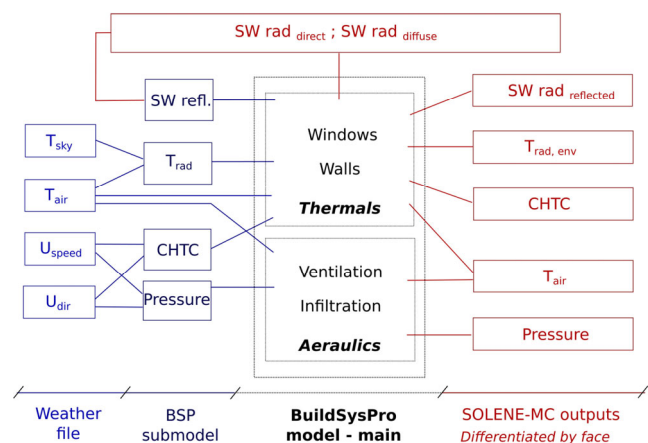 SW rad direct ; SW rad diffuse
SW refl.
SW rad reflected
Tsky
Trad
Windows
Trad, env
Walls
Tair
Thermals
CHTC
Uspeed
CHTC
Ventilation
Tair
Udir
Pressure
Infiltration
Aeraulics
Pressure
Weather
file
BSP
submodel
BuildSysPro
model - main
SOLENE-MC outputs
Differentiated by face